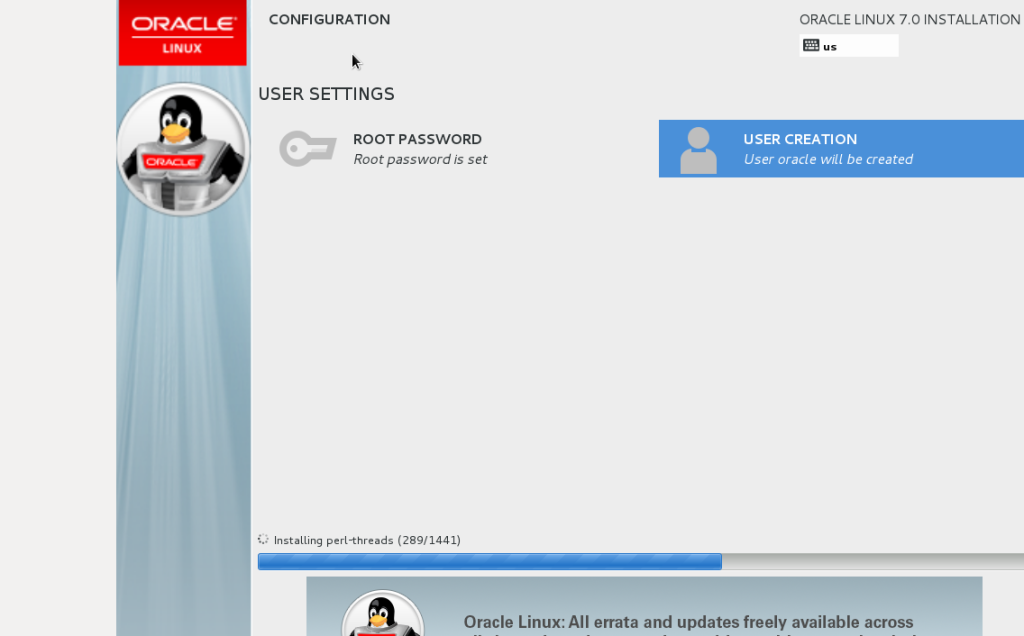 ORACLE
LINUX
CONFIGURATION
ORACLE LINUX 7.0 INSTALLATION
us
USER SETTINGS
ROOT PASSWORD
Root password is set
USER CREATION
User oracle will be created
ORACLE
Installing perl-threads (289/1441)
Oracle Linux: All errata and updates freely available across